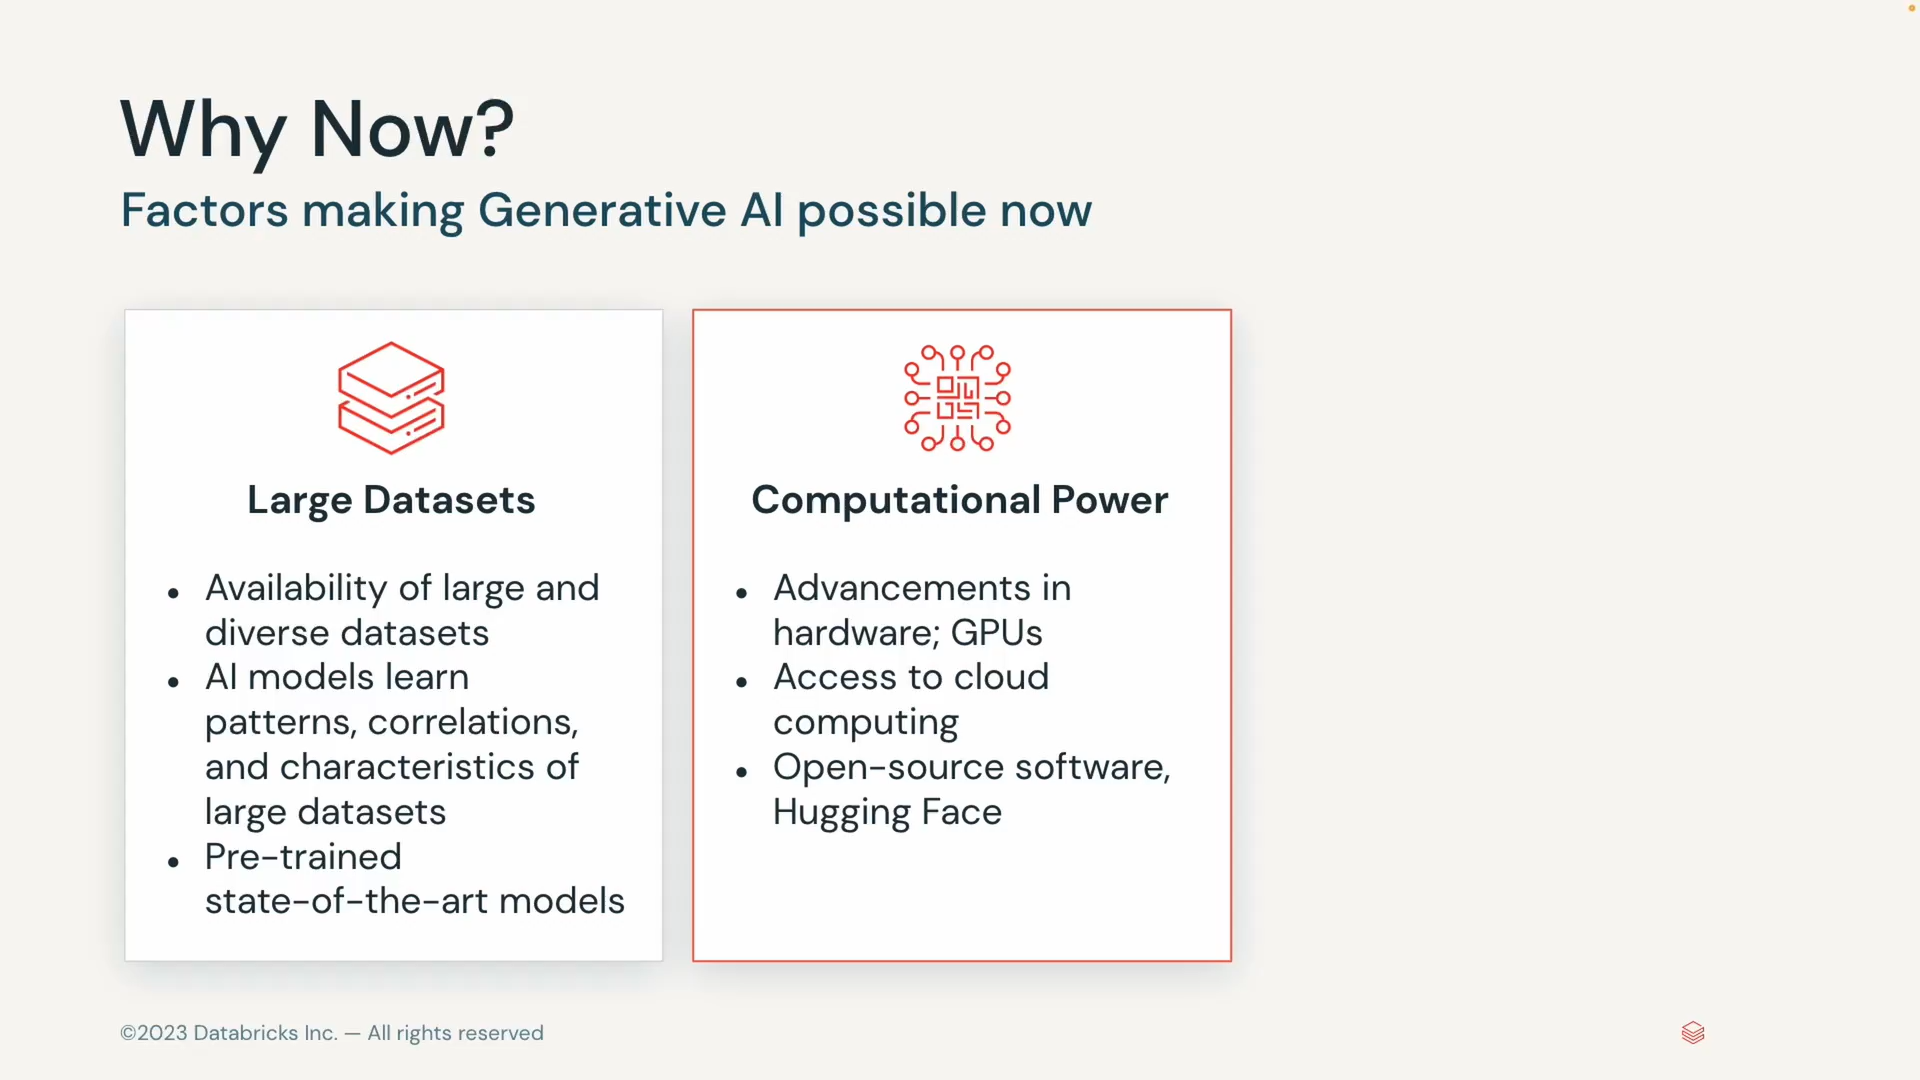 Why Now?
Factors making Generative AI possible now
Large Datasets
• Availability of large and
diverse datasets
• AI models learn
patterns, correlations,
and characteristics of
large datasets
• Pre-trained
state-of-the-art models
Computational Power
• Advancements in
hardware; GPUs
• Access to cloud
computing
• Open-source software,
Hugging Face
©2023 Databricks Inc. — All rights reserved